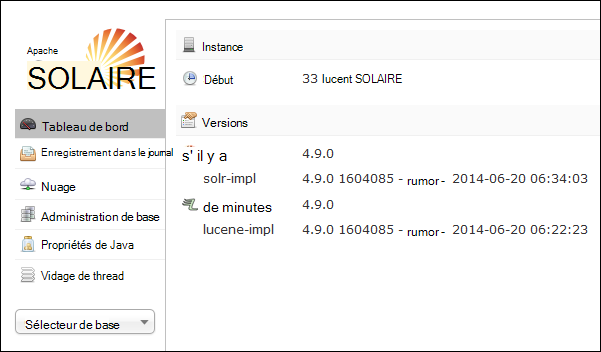 Apache
SOLAIRE
Tableau de bord
Enregistrement dans le journal
Nuage
Administration de base
Propriétés de Java
Vidage de thread
Sélecteur de base
Instance
Début 33 lucent SOLAIRE
Versions
s' il y a 4.9.0
solr-impl 4.9.0 1604085 - rumor - 2014-06-20 06:34:03
de minutes 4.9.0
lucene-impl 4.9.0 1604085 - rumor - 2014-06-20 06:22:23